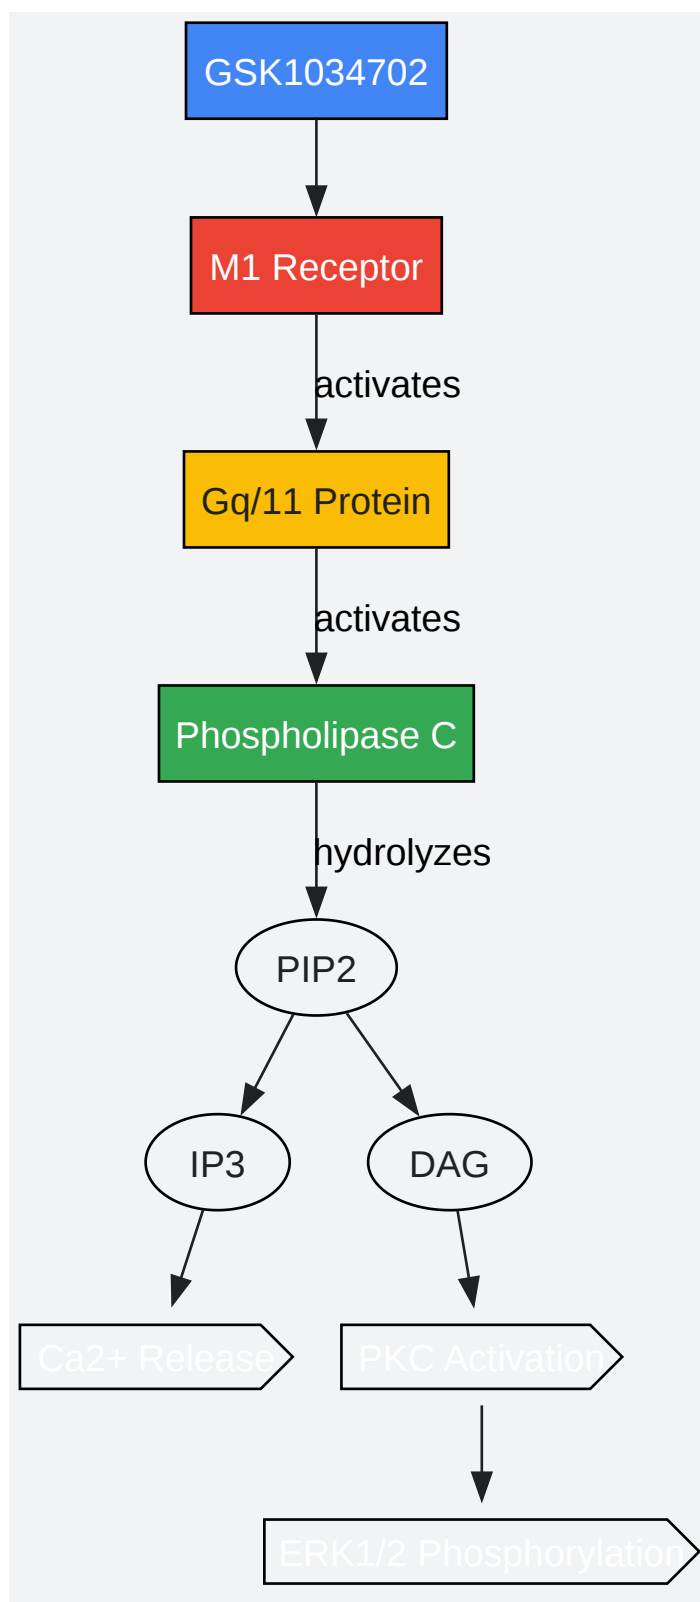 GSK1034702
M1 Receptor
activates
Gq/11 Protein
activates
Phospholipase C
hydrolyzes
PIP2
IP3
DAG
Ca2+ Release
PKC Activation
ERK1/2 Phosphorylation